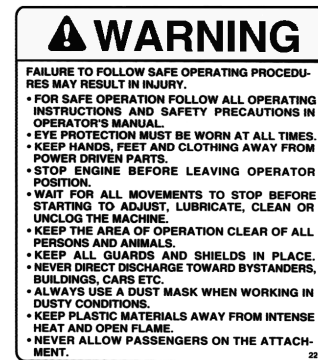 WARNING
FAILURE TO FOLLOW SAFE OPERATING PROCEDU-
RES MAY RESULT IN INJURY.
• FOR SAFE OPERATION FOLLOW ALL OPERATING
INSTRUCTIONS AND SAFETY PRECAUTIONS IN
OPERATOR'S MANUAL.
• EYE PROTECTION MUST BE WORN AT ALL TIMES.
• KEEP HANDS, FEET AND CLOTHING AWAY FROM
POWER DRIVEN PARTS.
• STOP ENGINE BEFORE LEAVING OPERATOR
POSITION.
• WAIT FOR ALL MOVEMENTS TO STOP BEFORE
STARTING TO ADJUST, LUBRICATE, CLEAN OR
UNCLOG THE MACHINE.
• KEEP THE AREA OF OPERATION CLEAR OF ALL
PERSONS AND ANIMALS.
• KEEP ALL GUARDS AND SHIELDS IN PLACE.
• NEVER DIRECT DISCHARGE TOWARD BYSTANDERS,
BUILDINGS, CARS ETC.
• ALWAYS USE A DUST MASK WHEN WORKING IN
DUSTY CONDITIONS.
• KEEP PLASTIC MATERIALS AWAY FROM INTENSE
HEAT AND OPEN FLAME.
• NEVER ALLOW PASSENGERS ON THE ATTACH-
MENT. 22